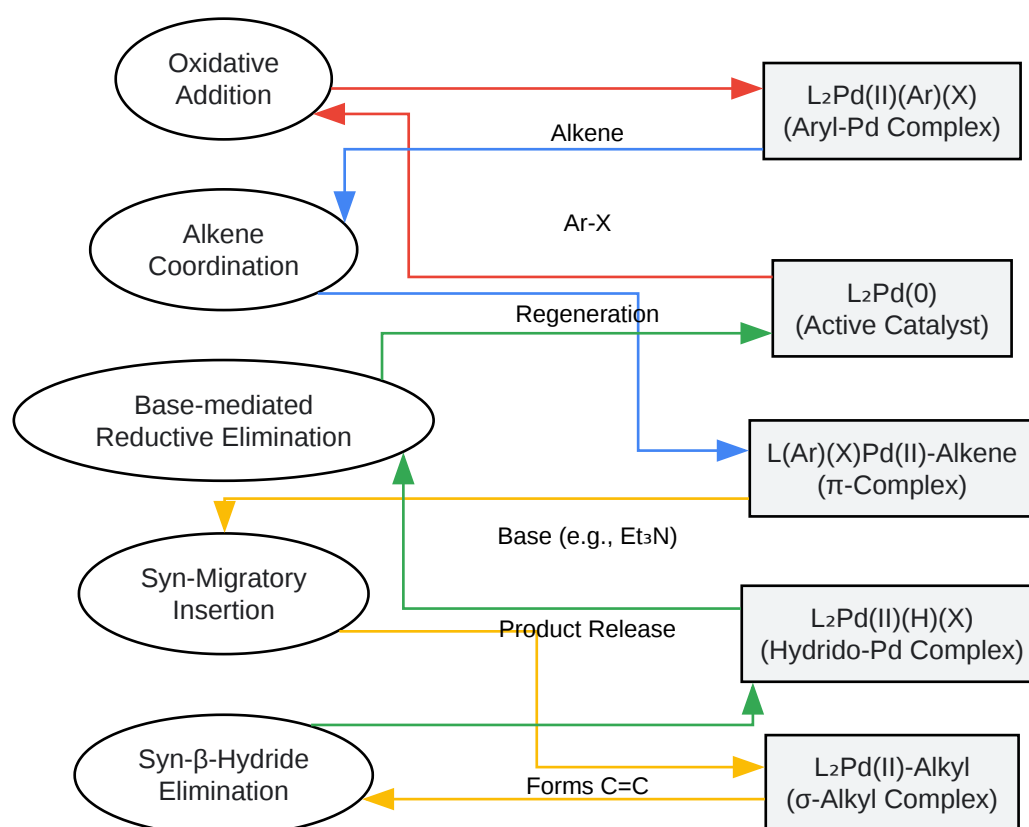 Oxidative
Addition
L₂Pd(II)(Ar)(X)
(Aryl-Pd Complex)
Alkene
Ar-X
Alkene
Coordination
L₂Pd(0)
(Active Catalyst)
Regeneration
Base-mediated
Reductive Elimination
L(Ar)(X)Pd(II)-Alkene
(π-Complex)
Base (e.g., Et₃N)
Syn-Migratory
Insertion
L₂Pd(II)(H)(X)
(Hydrido-Pd Complex)
Product Release
Syn-β-Hydride
Elimination
L₂Pd(II)-Alkyl
(σ-Alkyl Complex)
Forms C=C